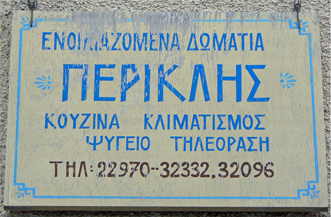 ΕΝΟΙΚΙΑΖΟΜΕΝΑ ΔΩΜΑΤΙΑ
ΠΕΡΙΚΛΗΣ
ΚΟΥΖΙΝΑ ΚΛΙΜΑΤΙΣΜΟΣ
ΨΥΓΕΙΟ ΤΗΛΕΟΡΑΣΗ
ΤΗΛ: 22970-32332, 32096